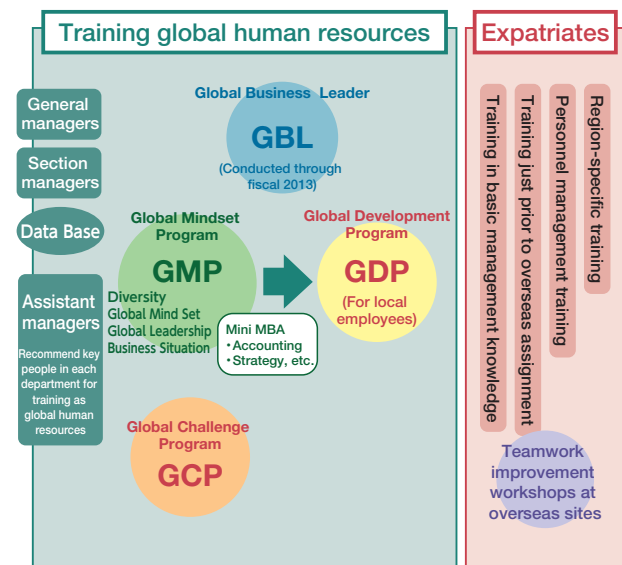 Training global human resources
Expatriates
General
managers
Section
managers
Data Base
Assistant
managers
Recommend key
people in each
department for
training as
global human
resources
Global Business Leader
GBL
(Conducted through
fiscal 2013)
Global Mindset
Program
GMP
Diversity
Global Mind Set
Global Leadership
Business Situation
Mini MBA
・Accounting
・Strategy, etc.
Global Development
Program
GDP
(For local
employees)
Global Challenge
Program
GCP
Training in basic management knowledge
Training just prior to overseas assignment
Personnel management training
Region-specific training
Teamwork
improvement
workshops at
overseas sites